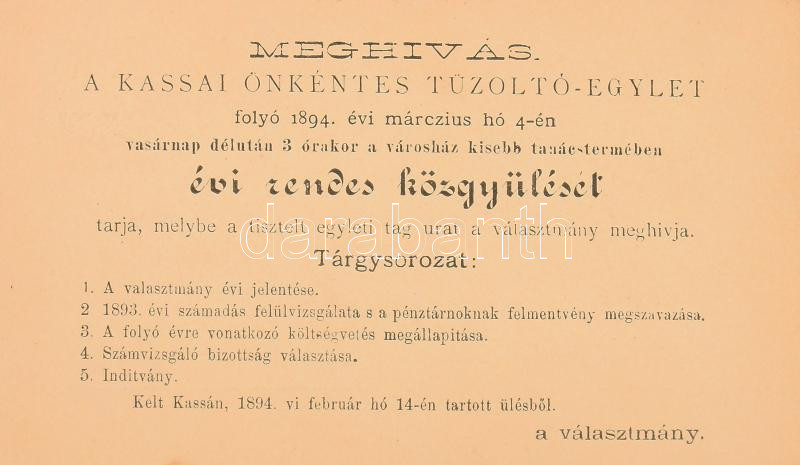 MEGHIVÁS.
A KASSAI ÖNKÉNTES TŰZOLTÓ-EGYLET
folyó 1894. évi márczius hó 4-én
vasárnap délután 3 órakor a városház kisebb tanácstermében
évi rendes közgyülését
tarja, melybe a tisztelt egyleti tag urat a választmány meghivja.
darabanth
Tárgysorozat:
1. A valasztmány évi jelentése.
2 1893. évi számadás felülvizsgálata s a pénztárnoknak felmentvény megszavazása.
3. A folyó évre vonatkozó költségvetés megállapitása.
4. Számvizsgáló bizottság választása.
5. Inditvány.
Kelt Kassán, 1894. vi február hó 14-én tartott ülésből.
a választmány.